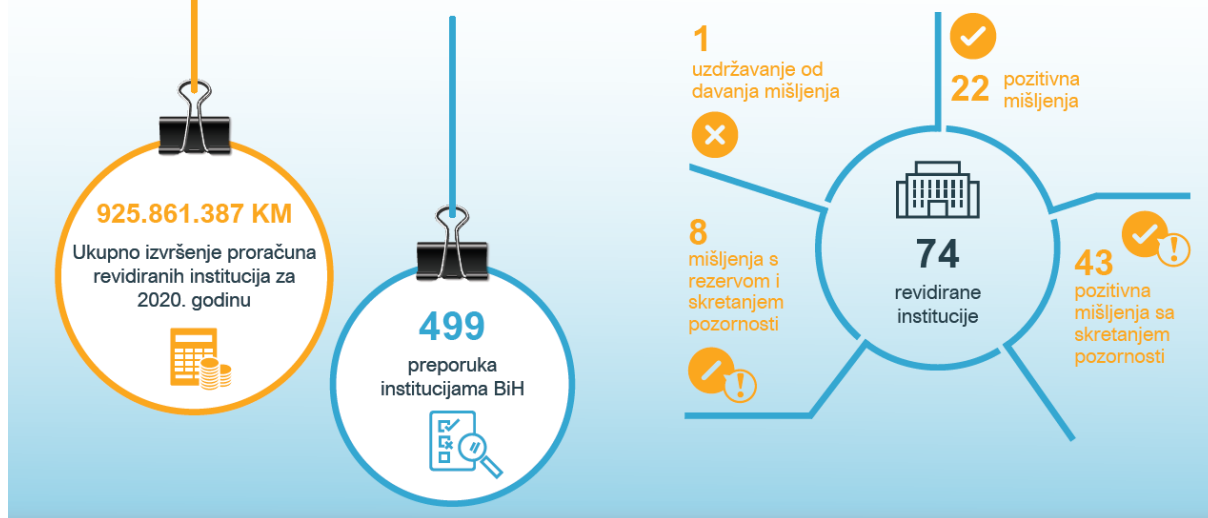 925.861.387 KM
Ukupno izvršenje proračuna
revidiranih institucija za
2020. godinu
499
preporuka
institucijama BiH
1
uzdržavanje od
davanja mišljenja
22 pozitivna
mišljenja
8
mišljenja s
rezervom i
skretanjem
pozornosti
74
revidirane
institucije
43
pozitivna
mišljenja sa
skretanjem
pozornosti